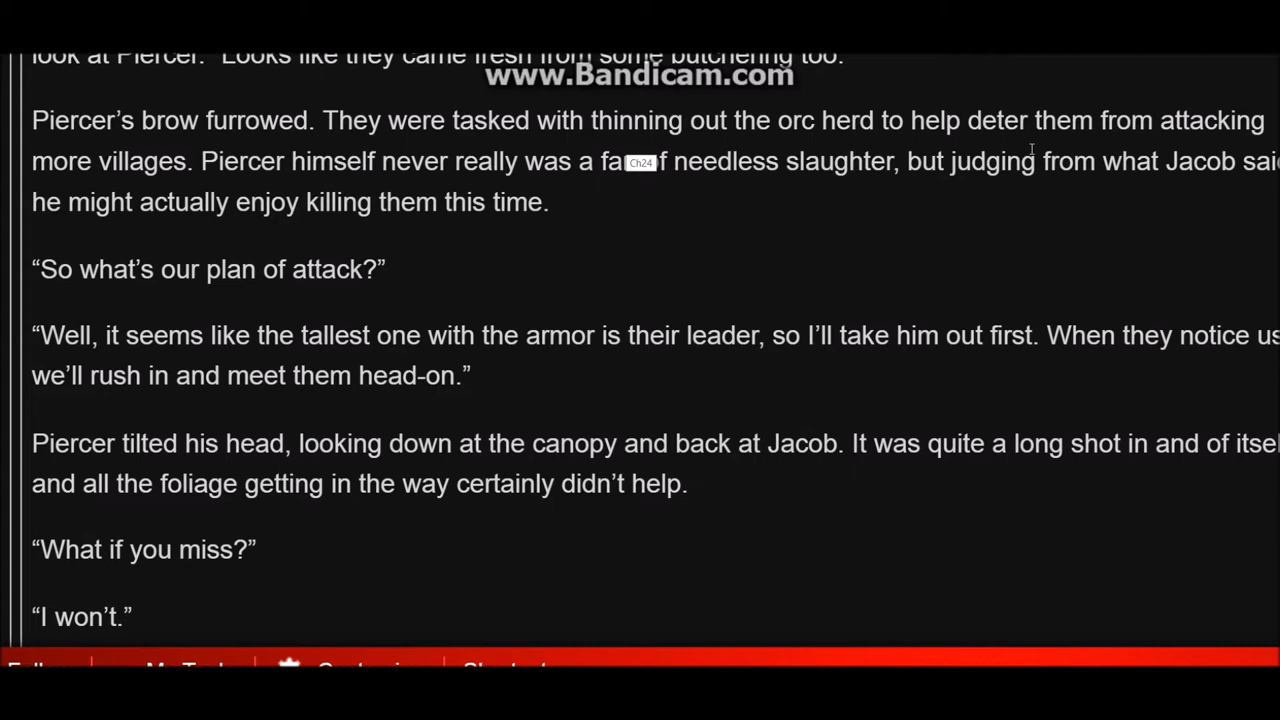 look at Piercer. Looks like they came fresh from some butchering too.
www.Bandicam.com
Piercer’s brow furrowed. They were tasked with thinning out the orc herd to help deter them from attacking
more villages. Piercer himself never really was a fa f needless slaughter, but judging from what Jacob sai
Ch24
he might actually enjoy killing them this time.
“So what’s our plan of attack?”
“Well, it seems like the tallest one with the armor is their leader, so I’ll take him out first. When they notice us
we’ll rush in and meet them head-on.”
Piercer tilted his head, looking down at the canopy and back at Jacob. It was quite a long shot in and of itsel
and all the foliage getting in the way certainly didn’t help.
“What if you miss?”
“I won’t.”